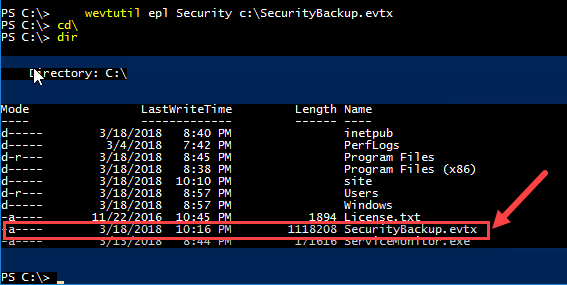 PS C:\> wevtutil epl Security c:\SecurityBackup.evtx
PS C:\> cd\
PS C:\> dir
Directory: C:\
Mode LastWriteTime Length Name
---- ------------- ------ ----
d----- 3/18/2018 8:40 PM inetpub
d----- 3/4/2018 7:42 PM PerfLogs
d-r--- 3/18/2018 8:45 PM Program Files
d----- 3/18/2018 8:38 PM Program Files (x86)
d----- 3/18/2018 10:10 PM site
d-r--- 3/18/2018 8:57 PM Users
d----- 3/18/2018 8:57 PM Windows
-a---- 11/22/2016 10:45 PM 1894 License.txt
-a---- 3/18/2018 10:16 PM 1118208 SecurityBackup.evtx
-a---- 3/13/2018 8:44 PM 171616 ServiceMonitor.exe
PS C:\> _